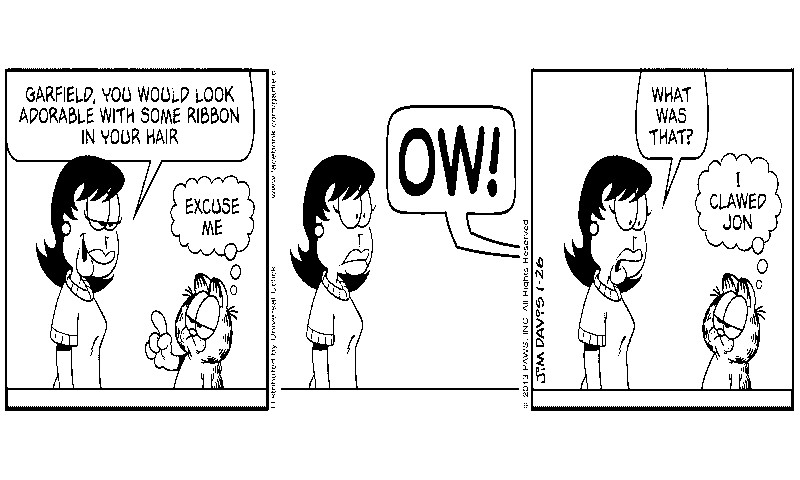 GARFIELD, YOU WOULD LOOK
ADORABLE WITH SOME RIBBON
IN YOUR HAIR
EXCUSE
ME
OW!
WHAT
WAS
THAT?
I
CLAWED
JON
© 2013 PAWS, INC. All Rights Reserved
JIM DAVIS 1-26